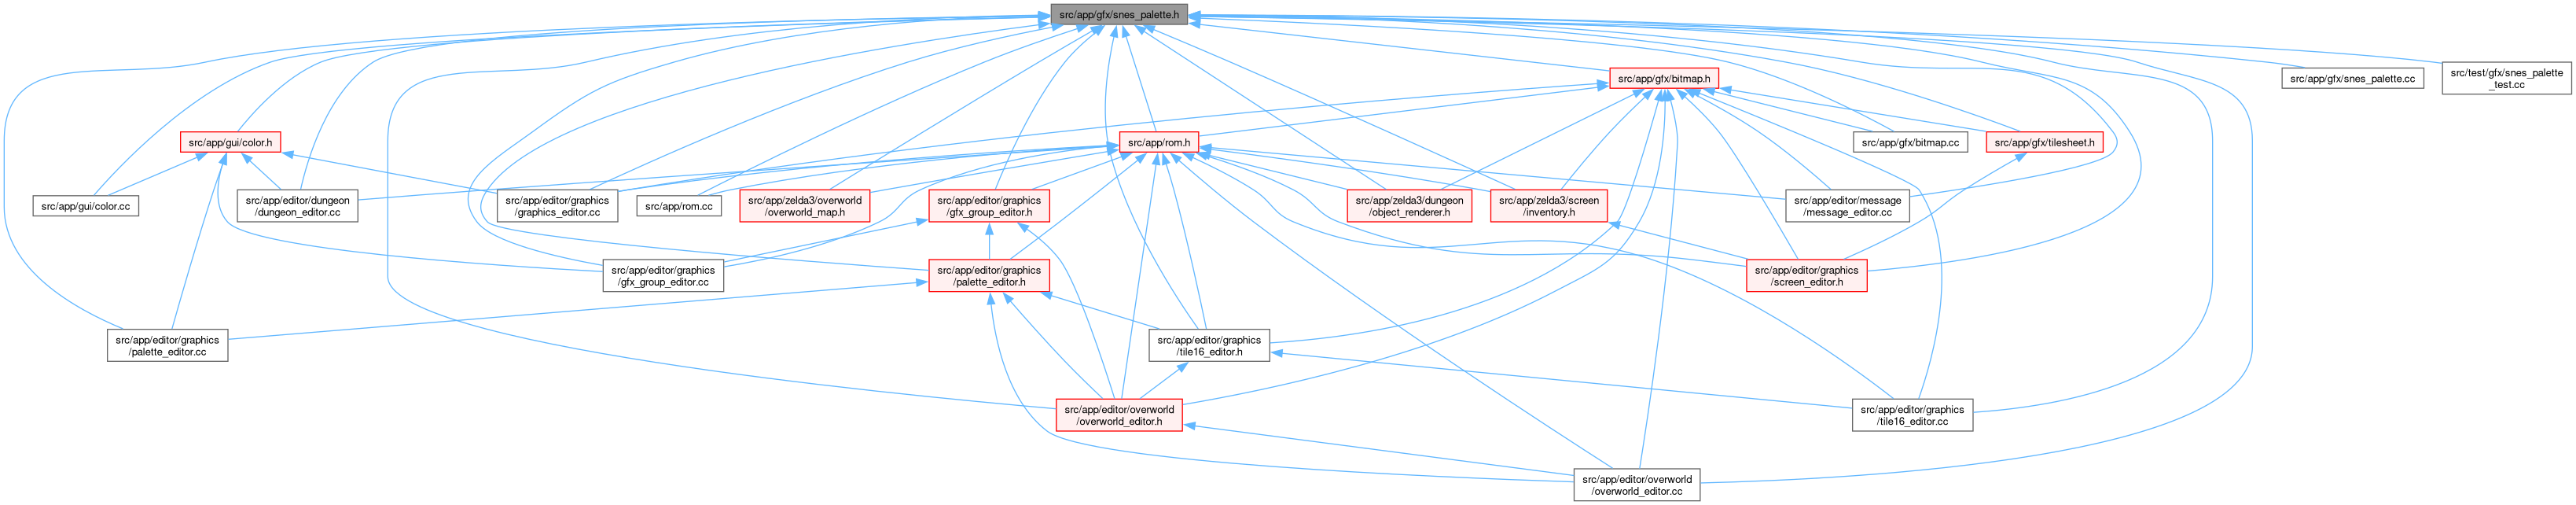 src/app/gfx/snes_palette.h
src/app/gfx/bitmap.h
src/app/gfx/snes_palette.cc
src/test/gfx/snes_palette
_test.cc
src/app/gui/color.h
src/app/rom.h
src/app/gfx/bitmap.cc
src/app/gfx/tilesheet.h
src/app/gui/color.cc
src/app/editor/dungeon
/dungeon_editor.cc
src/app/editor/graphics
/graphics_editor.cc
src/app/rom.cc
src/app/zelda3/overworld
/overworld_map.h
src/app/editor/graphics
/gfx_group_editor.h
src/app/zelda3/dungeon
/object_renderer.h
src/app/zelda3/screen
/inventory.h
src/app/editor/message
/message_editor.cc
src/app/editor/graphics
/gfx_group_editor.cc
src/app/editor/graphics
/palette_editor.h
src/app/editor/graphics
/screen_editor.h
src/app/editor/graphics
/palette_editor.cc
src/app/editor/graphics
/tile16_editor.h
src/app/editor/overworld
/overworld_editor.h
src/app/editor/graphics
/tile16_editor.cc
src/app/editor/overworld
/overworld_editor.cc